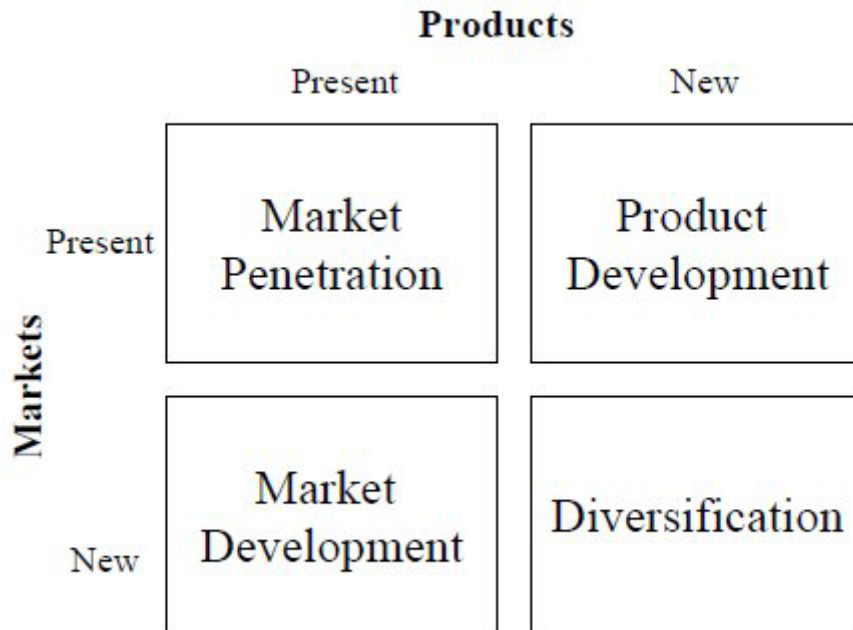 Products
Present
New
Present
Market
Penetration
Product
Development
Markets
New
Market
Development
Diversification